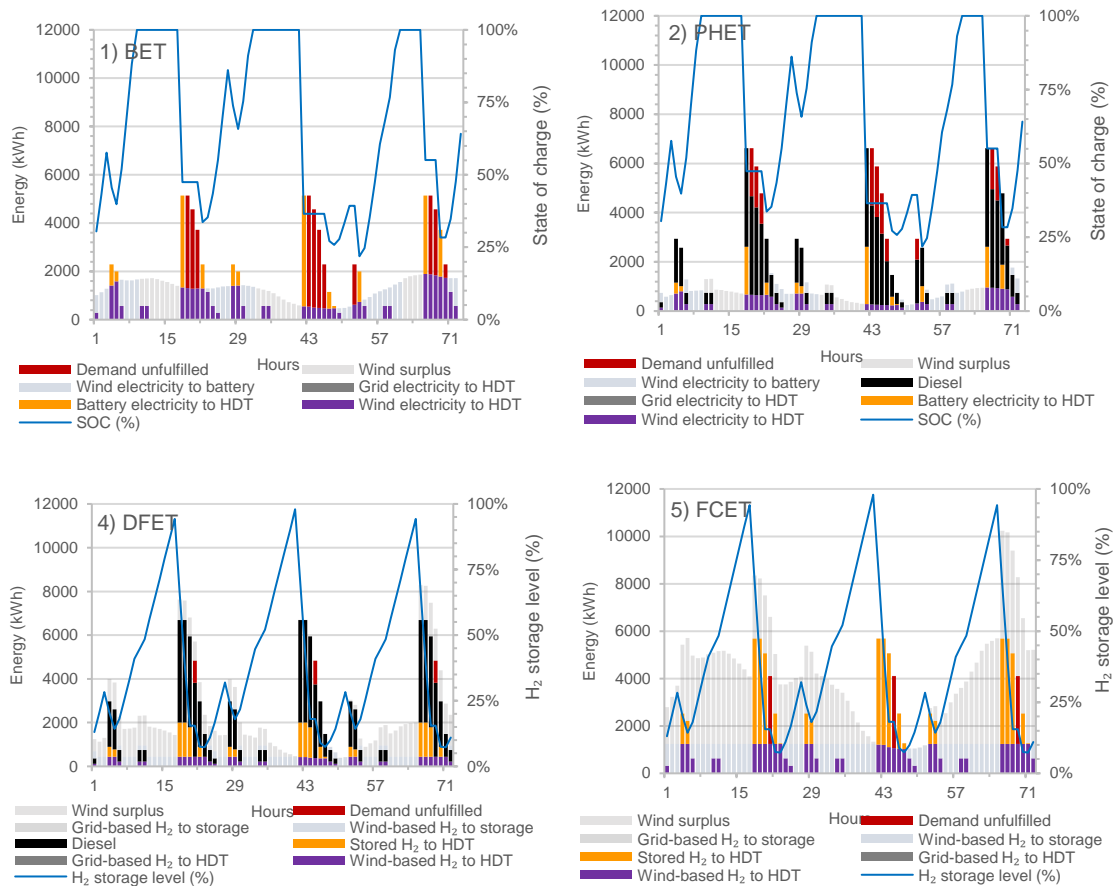 1) BET
12000
10000
8000
6000
4000
2000
0
Energy (kWh)
100%
75%
50%
25%
0%
State of charge (%)
1
15
29
43
57
71
Hours
Demand unfulfilled
Wind surplus
Wind electricity to battery
Grid electricity to HDT
Battery electricity to HDT
Wind electricity to HDT
SOC (%)
2) PHET
12000
10000
8000
6000
4000
2000
0
Energy (kWh)
100%
75%
50%
25%
0%
State of charge (%)
1
15
29
43
57
71
Hours
Demand unfulfilled
Wind surplus
Wind electricity to battery
Diesel
Grid electricity to HDT
Battery electricity to HDT
Wind electricity to HDT
SOC (%)
4) DFET
12000
10000
8000
6000
4000
2000
0
Energy (kWh)
100%
75%
50%
25%
0%
H₂ storage level (%)
1
15
29
43
57
71
Hours
Wind surplus
Demand unfulfilled
Grid-based H₂ to storage
Wind-based H₂ to storage
Diesel
Stored H₂ to HDT
Grid-based H₂ to HDT
Wind-based H₂ to HDT
H₂ storage level (%)
5) FCET
12000
10000
8000
6000
4000
2000
0
Energy (kWh)
100%
75%
50%
25%
0%
H₂ storage level (%)
1
15
29
43
57
71
Hours
Wind surplus
Demand unfulfilled
Grid-based H₂ to storage
Wind-based H₂ to storage
Stored H₂ to HDT
Grid-based H₂ to HDT
Wind-based H₂ to HDT
H₂ storage level (%)